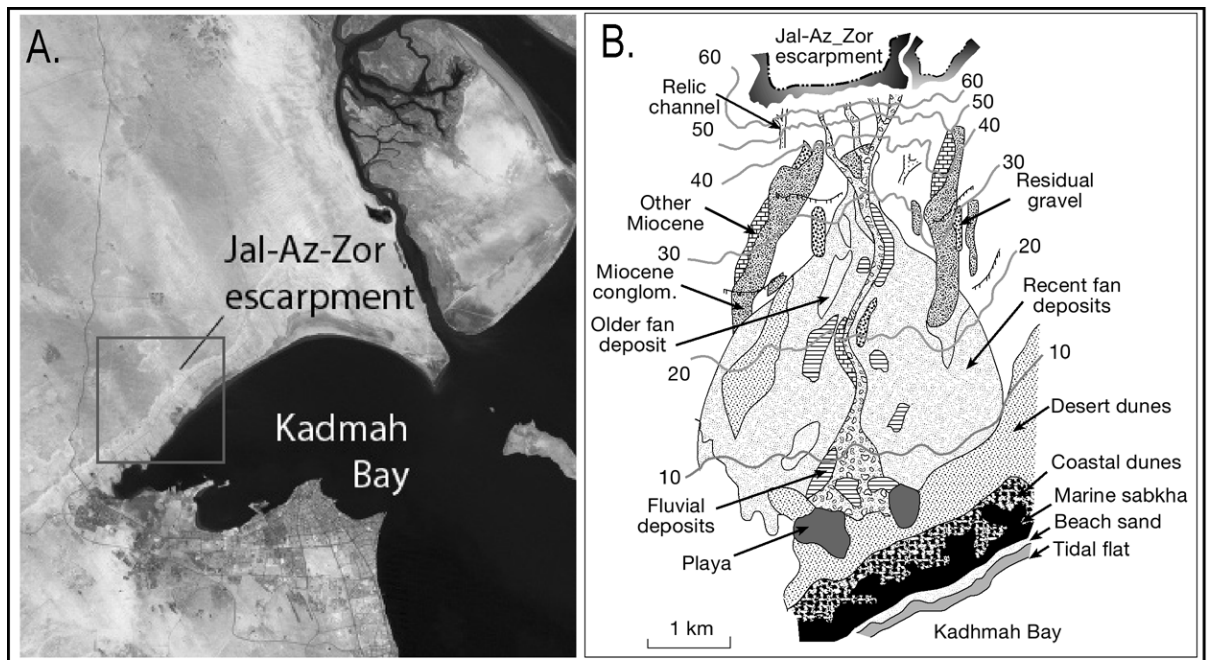 A.
Jal-Az-Zor
escarpment
Kadmah
Bay
B.
Jal-Az_Zor
escarpment
60
60
Relic
channel
50
50
40
40
30
Residual
gravel
Other
Miocene
20
30
Miocene
conglom.
Recent fan
deposits
Older fan
deposit
10
20
Desert dunes
Coastal dunes
10
Marine sabkha
Fluvial
deposits
Beach sand
Tidal flat
Playa
1 km
Kadhmah Bay